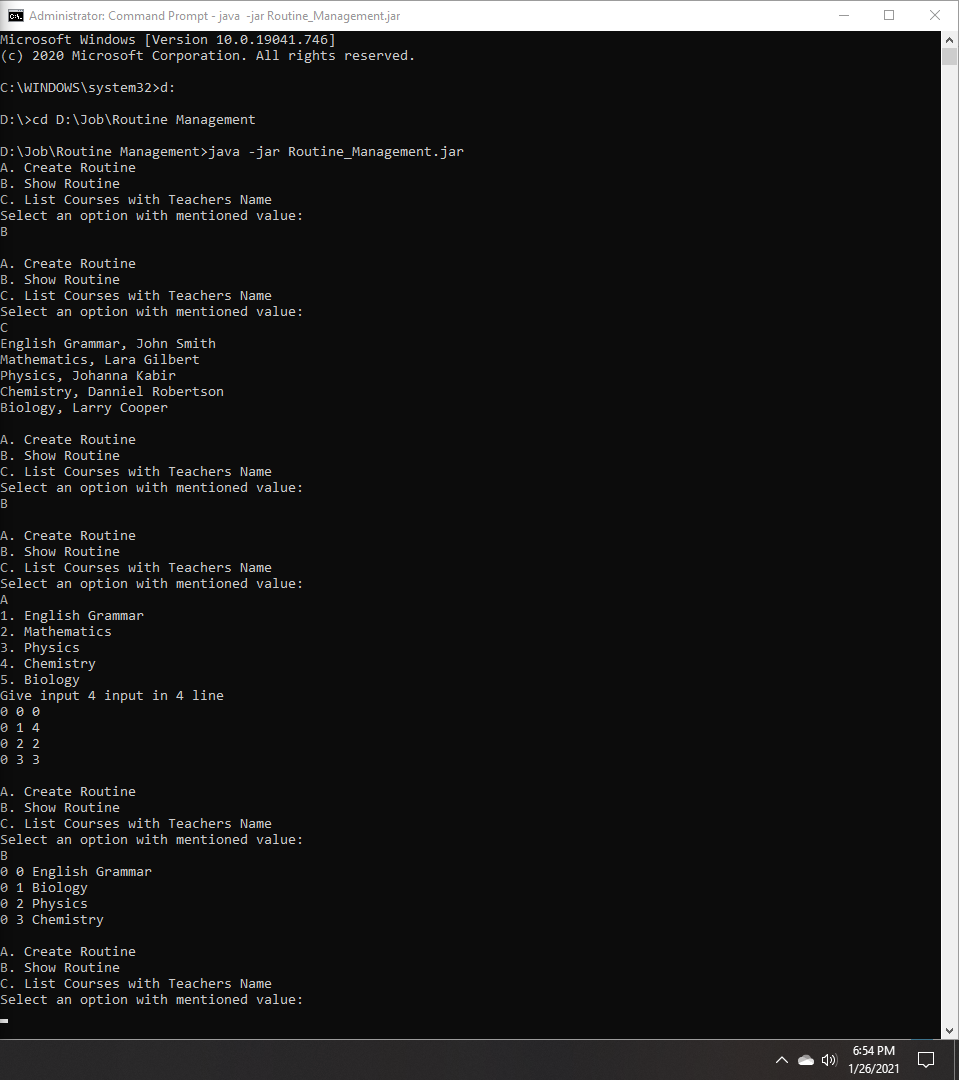 Administrator: Command Prompt - java -jar Routine_Management.jar
Microsoft Windows [Version 10.0.19041.746]
(c) 2020 Microsoft Corporation. All rights reserved.
C:\WINDOWS\system32>d:
D:\>cd D:\Job\Routine Management
D:\Job\Routine Management>java -jar Routine_Management.jar
A. Create Routine
B. Show Routine
C. List Courses with Teachers Name
Select an option with mentioned value:
B
A. Create Routine
B. Show Routine
C. List Courses with Teachers Name
Select an option with mentioned value:
C
English Grammar, John Smith
Mathematics, Lara Gilbert
Physics, Johanna Kabir
Chemistry, Danniel Robertson
Biology, Larry Cooper
A. Create Routine
B. Show Routine
C. List Courses with Teachers Name
Select an option with mentioned value:
B
A. Create Routine
B. Show Routine
C. List Courses with Teachers Name
Select an option with mentioned value:
A
1. English Grammar
2. Mathematics
3. Physics
4. Chemistry
5. Biology
Give input 4 input in 4 line
0 0 0
0 1 4
0 2 2
0 3 3
A. Create Routine
B. Show Routine
C. List Courses with Teachers Name
Select an option with mentioned value:
B
0 0 English Grammar
0 1 Biology
0 2 Physics
0 3 Chemistry
A. Create Routine
B. Show Routine
C. List Courses with Teachers Name
Select an option with mentioned value:
6:54 PM
1/26/2021